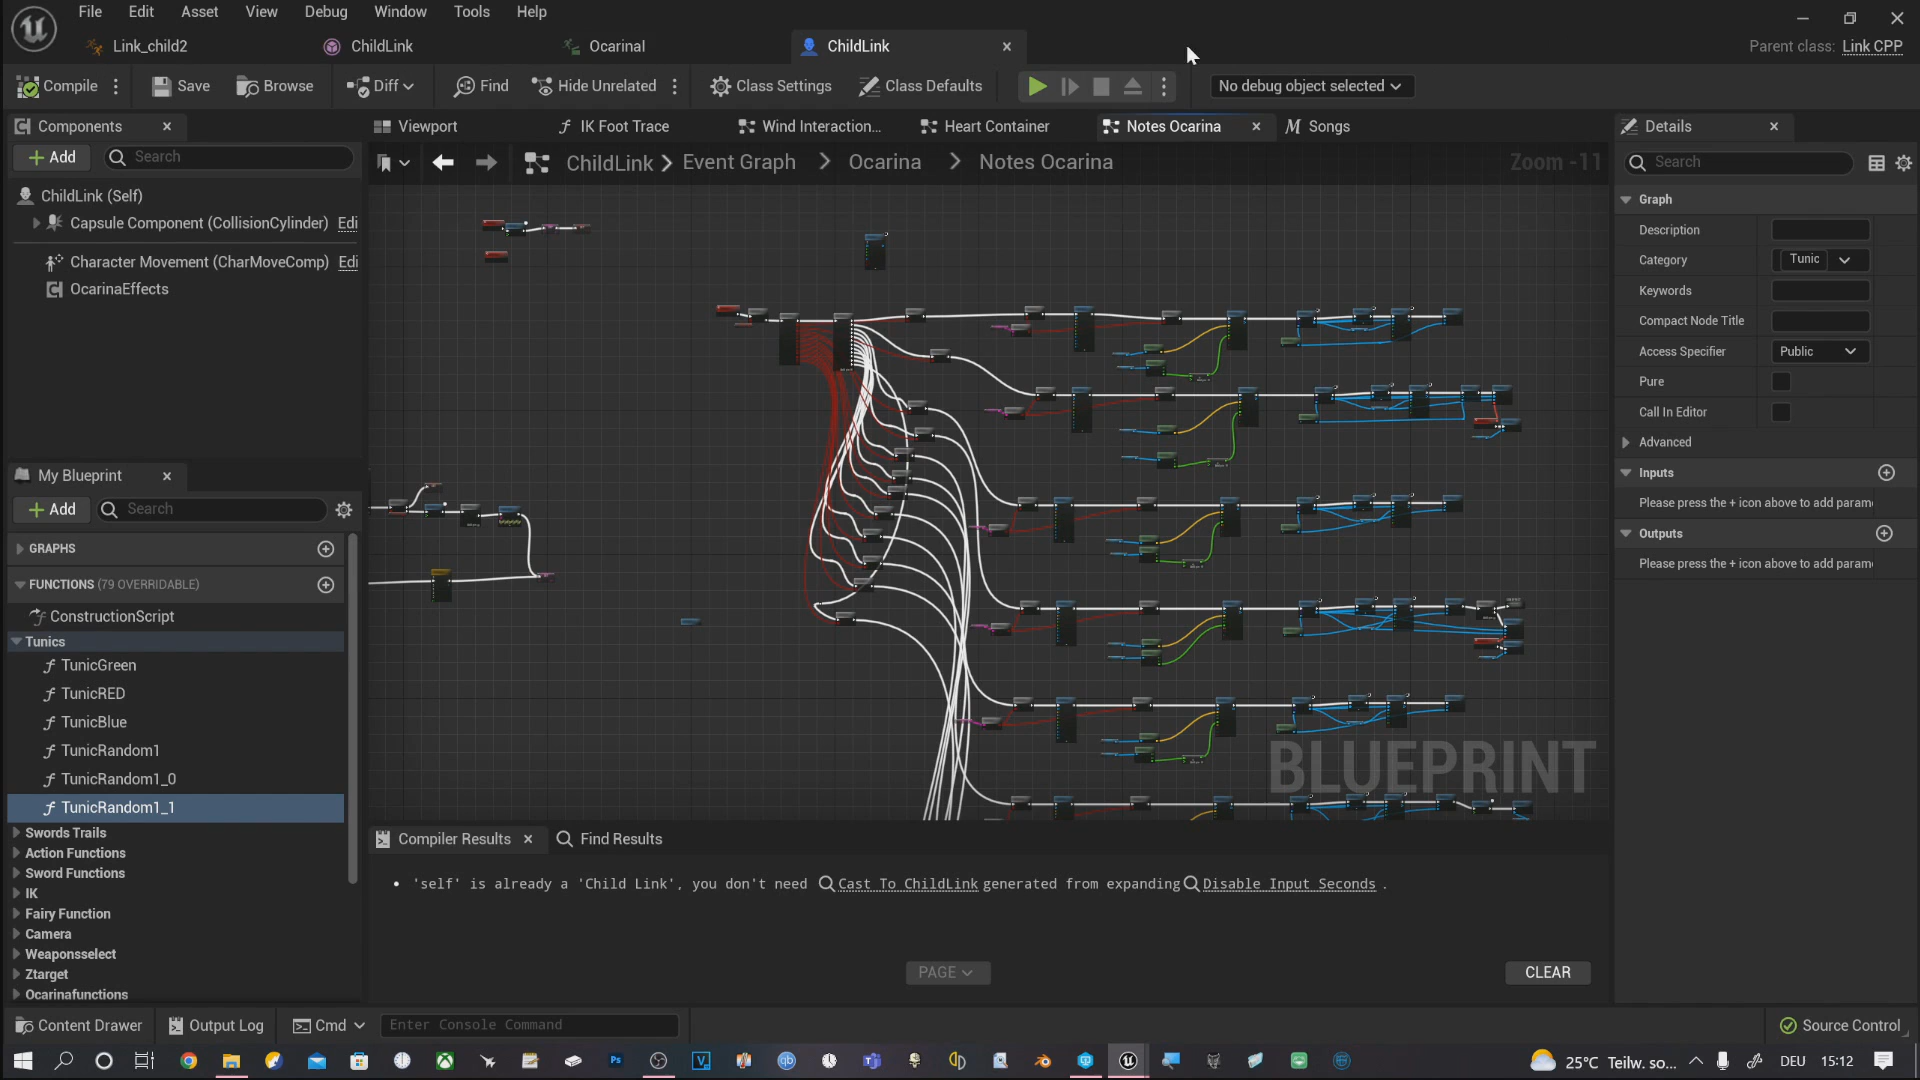 File Edit Asset View Debug Window Tools Help
Link_child2 ChildLink Ocarinal ChildLink Parent class: Link CPP
Compile Save Browse Diff Find Hide Unrelated Class Settings Class Defaults No debug object selected
Components Viewport IK Foot Trace Wind Interaction... Heart Container Notes Ocarina Songs Details
Add Search ChildLink Event Graph Ocarina Notes Ocarina Zoom -11 Search
ChildLink (Self)
Capsule Component (CollisionCylinder) Edi
Character Movement (CharMoveComp) Edi
OcarinaEffects
Graph
Description
Category Tunic
Keywords
Compact Node Title
Access Specifier Public
Pure
Call In Editor
Advanced
Inputs
Please press the + icon above to add param
Outputs
Please press the + icon above to add param
My Blueprint
Add Search
GRAPHS
FUNCTIONS (79 OVERRIDABLE)
ConstructionScript
Tunics
TunicGreen
TunicRED
TunicBlue
TunicRandom1
TunicRandom1_0
TunicRandom1_1
Swords Trails
Action Functions
Sword Functions
IK
Fairy Function
Camera
Weaponsselect
Ztarget
Ocarinafunctions
BLUEPRINT
Compiler Results Find Results
• 'self' is already a 'Child Link', you don't need Cast To ChildLink generated from expanding Disable Input Seconds .
PAGE CLEAR
Content Drawer Output Log Cmd Enter Console Command Source Control
25°C Teilw. so... DEU 15:12